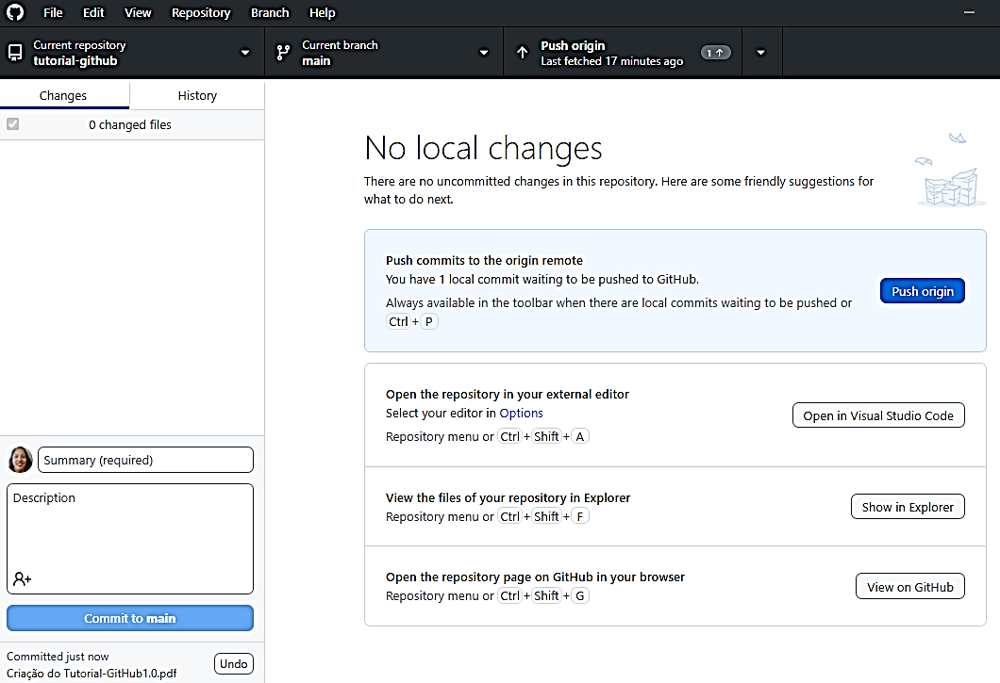 File Edit View Repository Branch Help
Current repository
tutorial-github
Current branch
main
Push origin
Last fetched 17 minutes ago
1
Changes History
0 changed files
No local changes
There are no uncommitted changes in this repository. Here are some friendly suggestions for
what to do next.
Push commits to the origin remote
You have 1 local commit waiting to be pushed to GitHub.
Always available in the toolbar when there are local commits waiting to be pushed or
Ctrl + P
Push origin
Open the repository in your external editor
Select your editor in Options
Repository menu or Ctrl + Shift + A
Open in Visual Studio Code
View the files of your repository in Explorer
Repository menu or Ctrl + Shift + F
Show in Explorer
Open the repository page on GitHub in your browser
Repository menu or Ctrl + Shift + G
View on GitHub
Summary (required)
Description
Commit to main
Committed just now
Criação do Tutorial-GitHub1.0.pdf
Undo